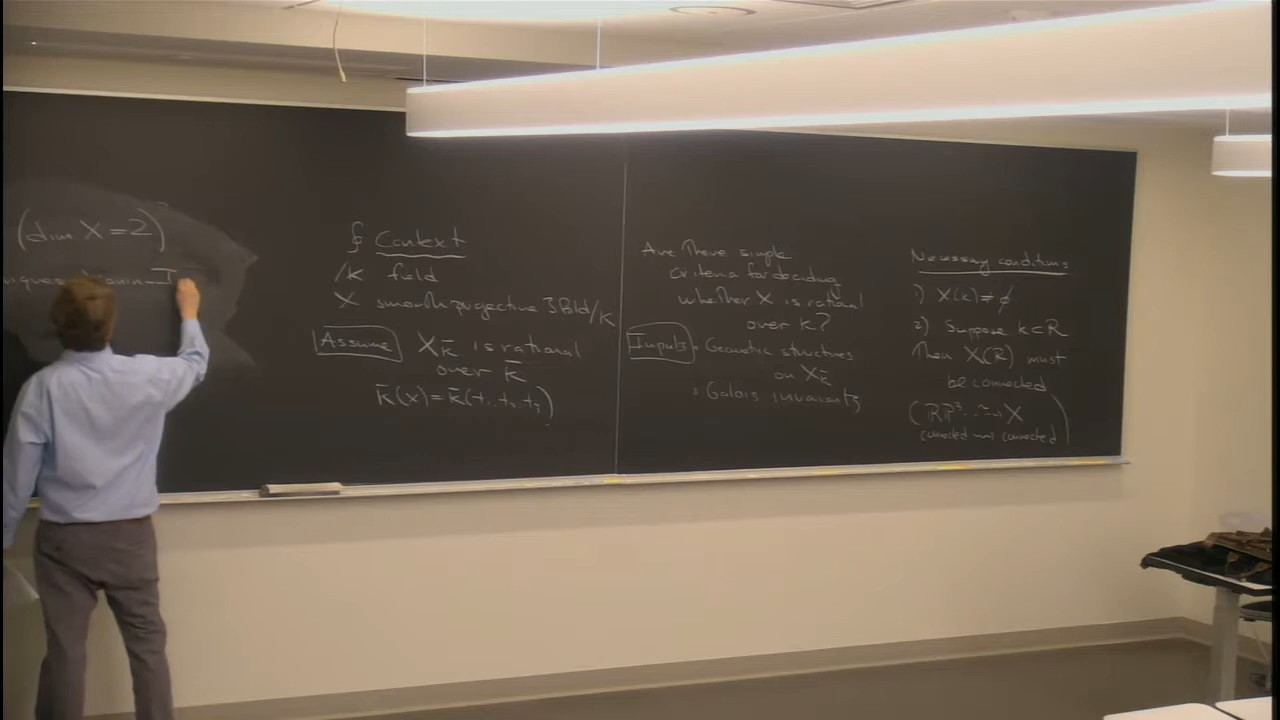 (dim X = 2)
Manin-I
§ Context
/k field
X smooth projective 3fold/k
Assume X_k̄ is rational
over k̄
k̄(X) = k̄(t₁, t₂, t₃)
Are there simple
criteria for deciding
whether X is rational
over k?
Inputs • Geometric structures
on X_k̄
• Galois invariants
Necessary conditions
1) X(k) ≠ ∅
2) Suppose k⊂R
Then X(R) must
be connected
(RP³ ⇢ X
connected connected)